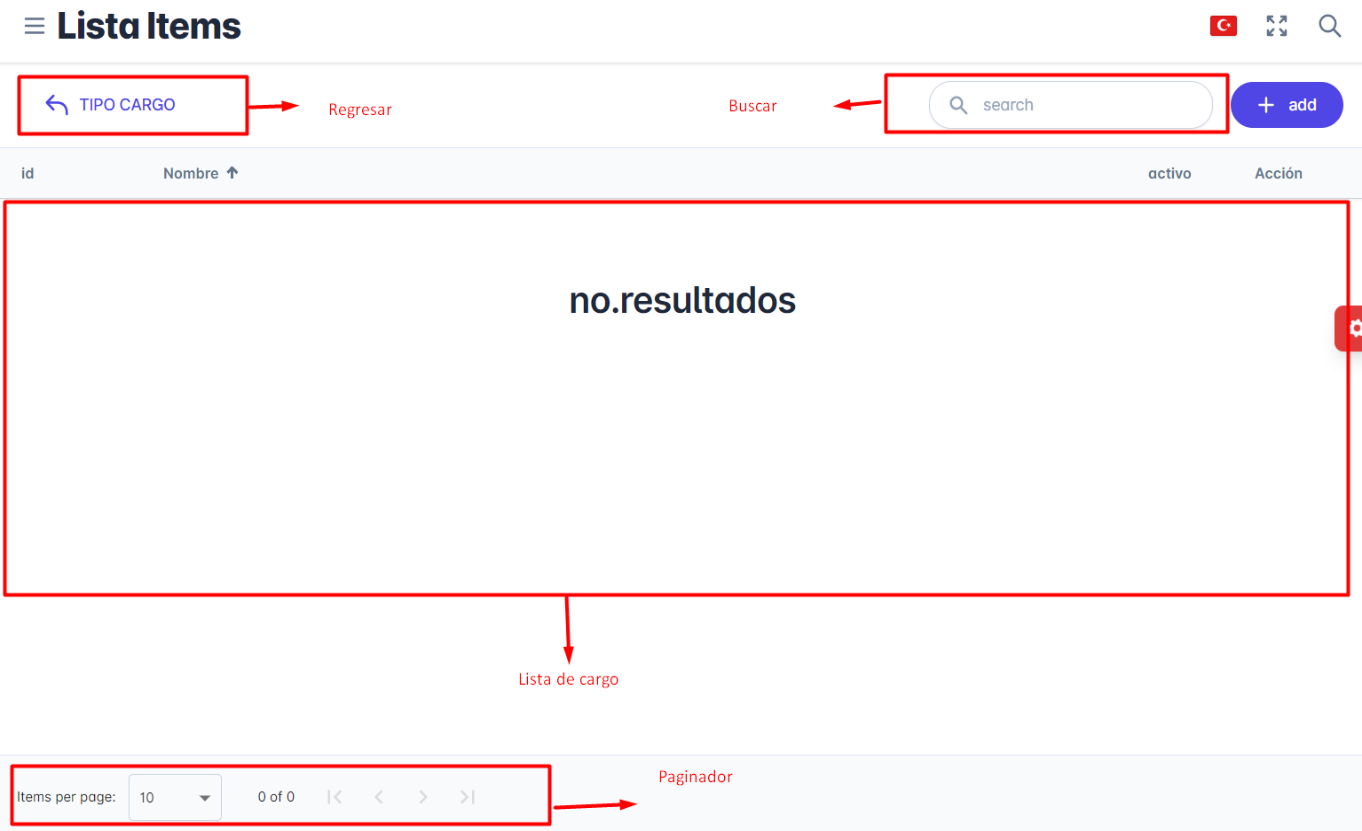 Lista Items
TIPO CARGO
Regresar
Buscar
search
add
id
Nombre
activo
Acción
no.resultados
Lista de cargo
Paginador
Items per page:
10
0 of 0